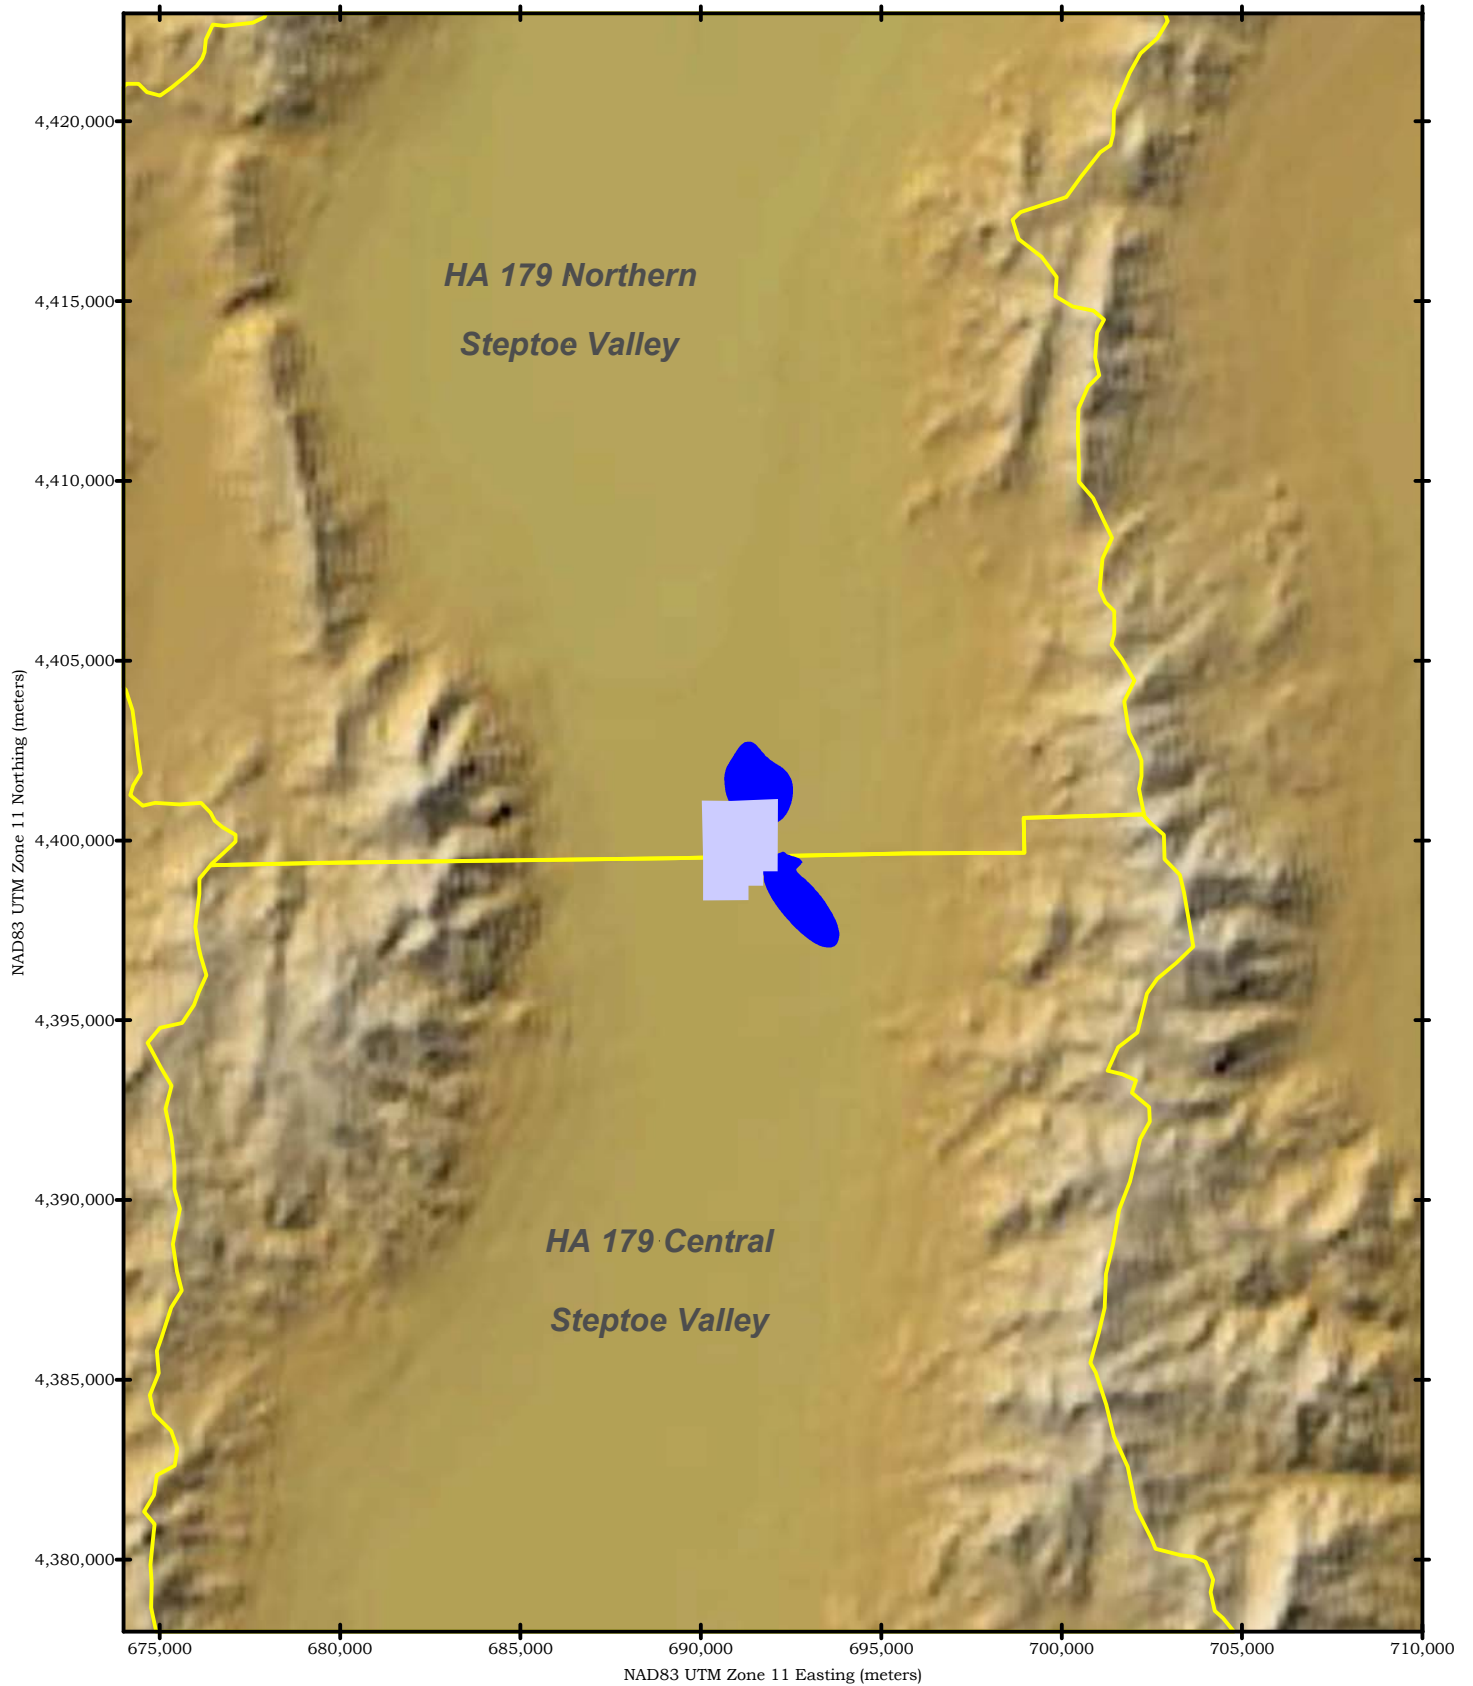 4,420,000
HA 179 Northern
4,415,000
Steptoe Valley
4,410,000
4,405,000
NAD83 UTM Zone 11 Northing (meters)
4,400,000
4,395,000
4,390,000
HA 179 Central
Steptoe Valley
4,385,000
4,380,000
675,000 680,000 685,000 690,000 695,000 700,000 705,000 710,000
NAD83 UTM Zone 11 Easting (meters)